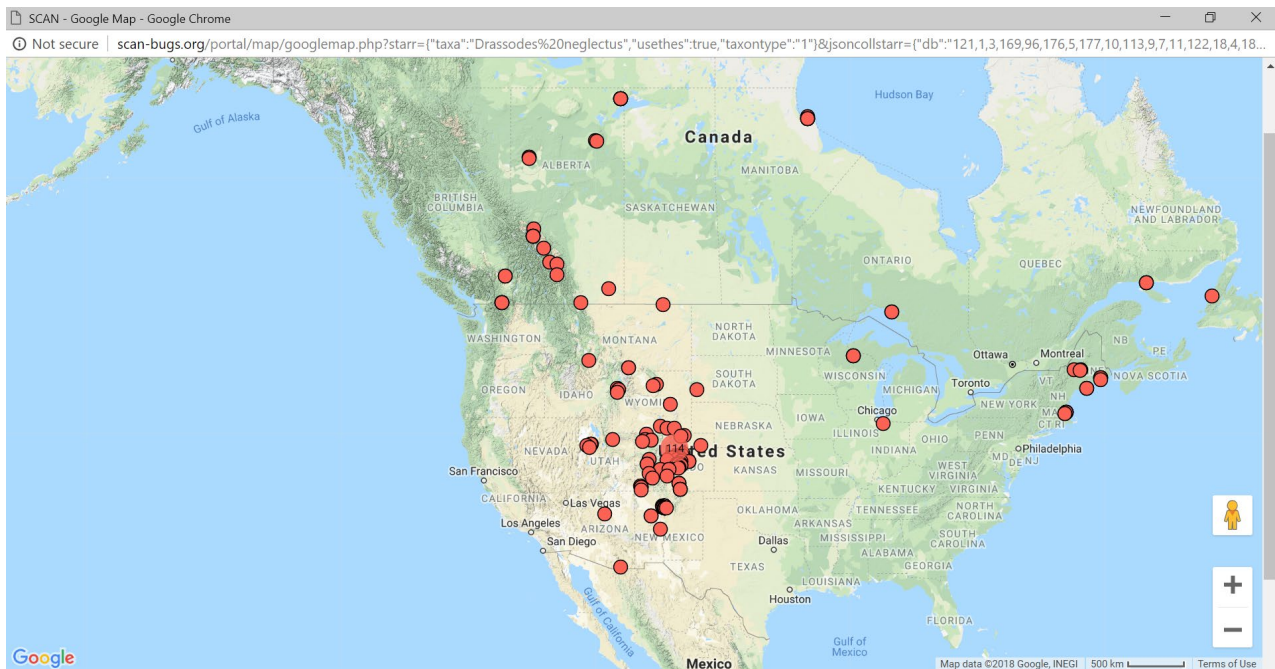 SCAN - Google Map - Google Chrome
Not secure | scan-bugs.org/portal/map/googlemap.php?starr={"taxa":"Drassodes%20neglectus","usethes":true,"taxontype":"1"}&jsoncollstarr={"db":"121,1,3,169,96,176,5,177,10,113,9,7,11,122,18,4,18...
Hudson Bay
Gulf of Alaska
Canada
ALBERTA
MANITOBA
BRITISH
COLUMBIA
SASKATCHEWAN
NEWFOUNDLAND
AND LABRADOR
ONTARIO
QUEBEC
WASHINGTON
MONTANA
NORTH
DAKOTA
MINNESOTA
Ottawa
Montreal
NB
PE
NOVA SCOTIA
OREGON
IDAHO
WYOMI
SOUTH
DAKOTA
WISCONSIN
MICHIGAN
Toronto
VT
NH
NEW YORK
MA
CT RI
Chicago
IOWA
NEBRASKA
ILLINOIS
INDIANA
OHIO
PENN
Philadelphia
MD
DE
NJ
NEVADA
UTAH
114
ed States
KANSAS
MISSOURI
WEST
VIRGINIA
KENTUCKY
VIRGINIA
San Francisco
CALIFORNIA
Las Vegas
Los Angeles
San Diego
ARIZONA
NEW MEXICO
OKLAHOMA
ARKANSAS
TENNESSEE
NORTH
CAROLINA
MISSISSIPPI
SOUTH
CAROLINA
Dallas
ALABAMA
GEORGIA
TEXAS
LOUISIANA
Houston
Gulf of California
FLORIDA
Gulf of
Mexico
Mexico
Google
Map data ©2018 Google, INEGI
500 km
Terms of Use